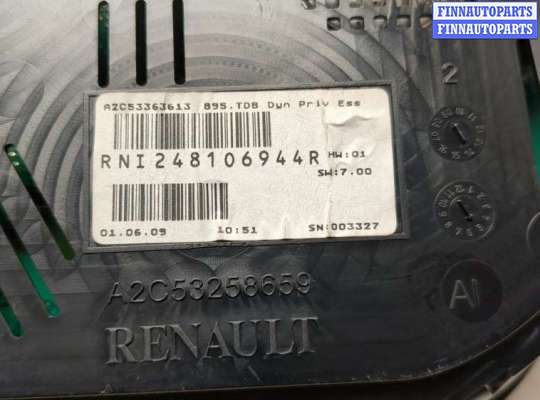 FINNAUTOPARTS
FINNAUTOPARTS
2
A2C53363613 B95.TDB Dyn Priv Ess
RNI248106944R HW:01
SW:7.00
01.06.09 10:51 SN:003327
A2C53258659
AI
RENAULT